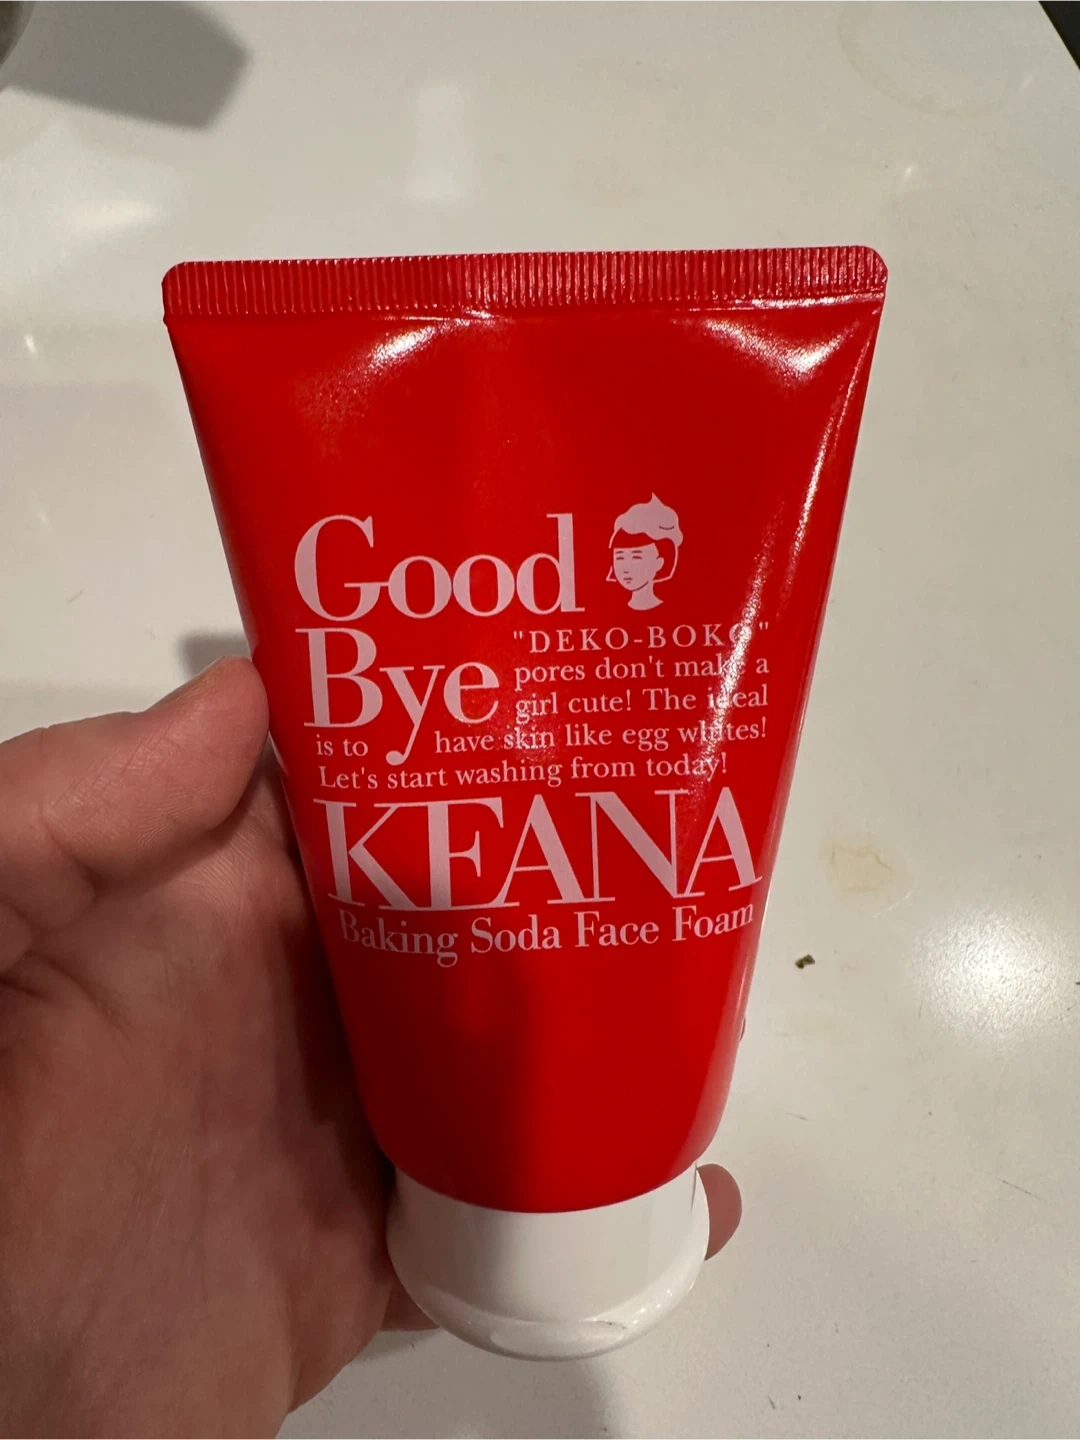 Good
Bye
"DEKO-BOKO"
pores don't make a
girl cute! The ideal
is to have skin like egg whites!
Let's start washing from today!
KEANA
Baking Soda Face Foam